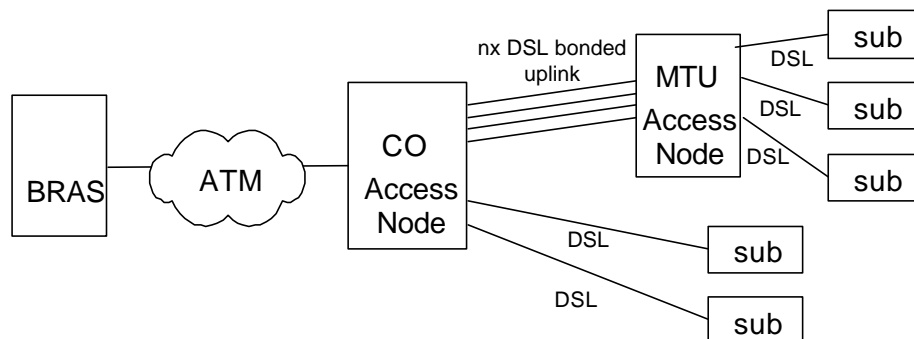 BRAS
ATM
CO
Access
Node
nx DSL bonded
uplink
MTU
Access
Node
DSL
sub
DSL
sub
DSL
sub
DSL
sub
DSL
sub